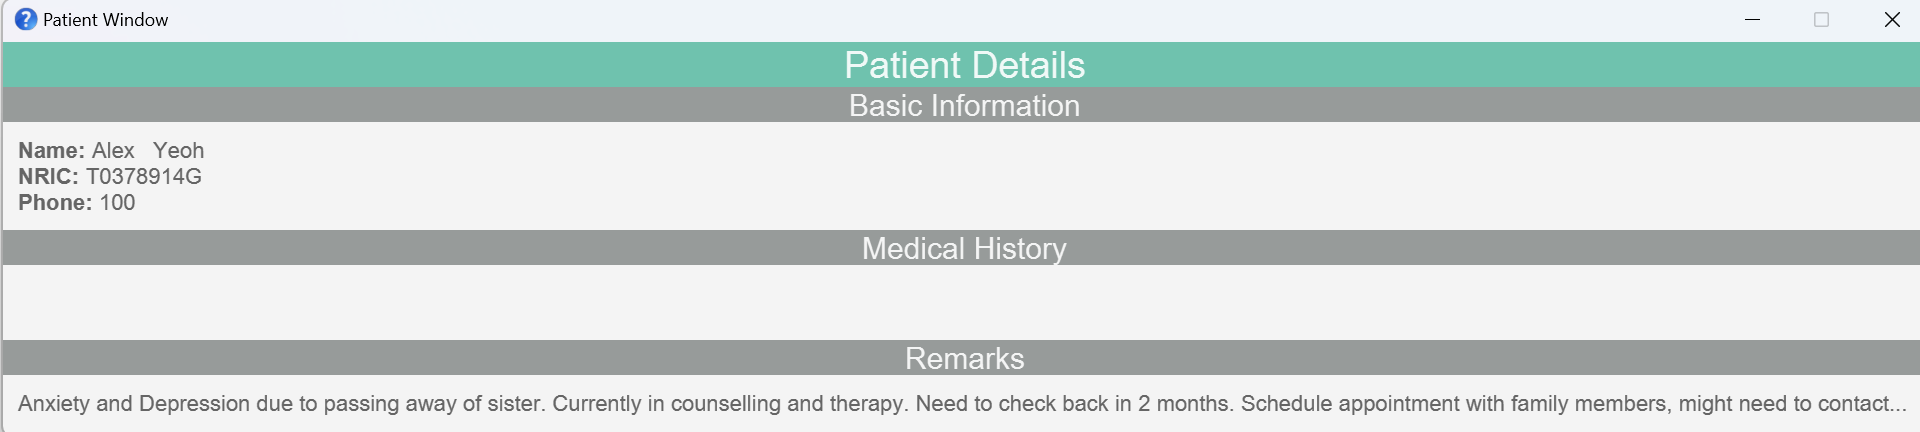 Patient Window
Patient Details
Basic Information
Name: Alex   Yeoh
NRIC: T0378914G
Phone: 100
Medical History
Remarks
Anxiety and Depression due to passing away of sister. Currently in counselling and therapy. Need to check back in 2 months. Schedule appointment with family members, might need to contact...